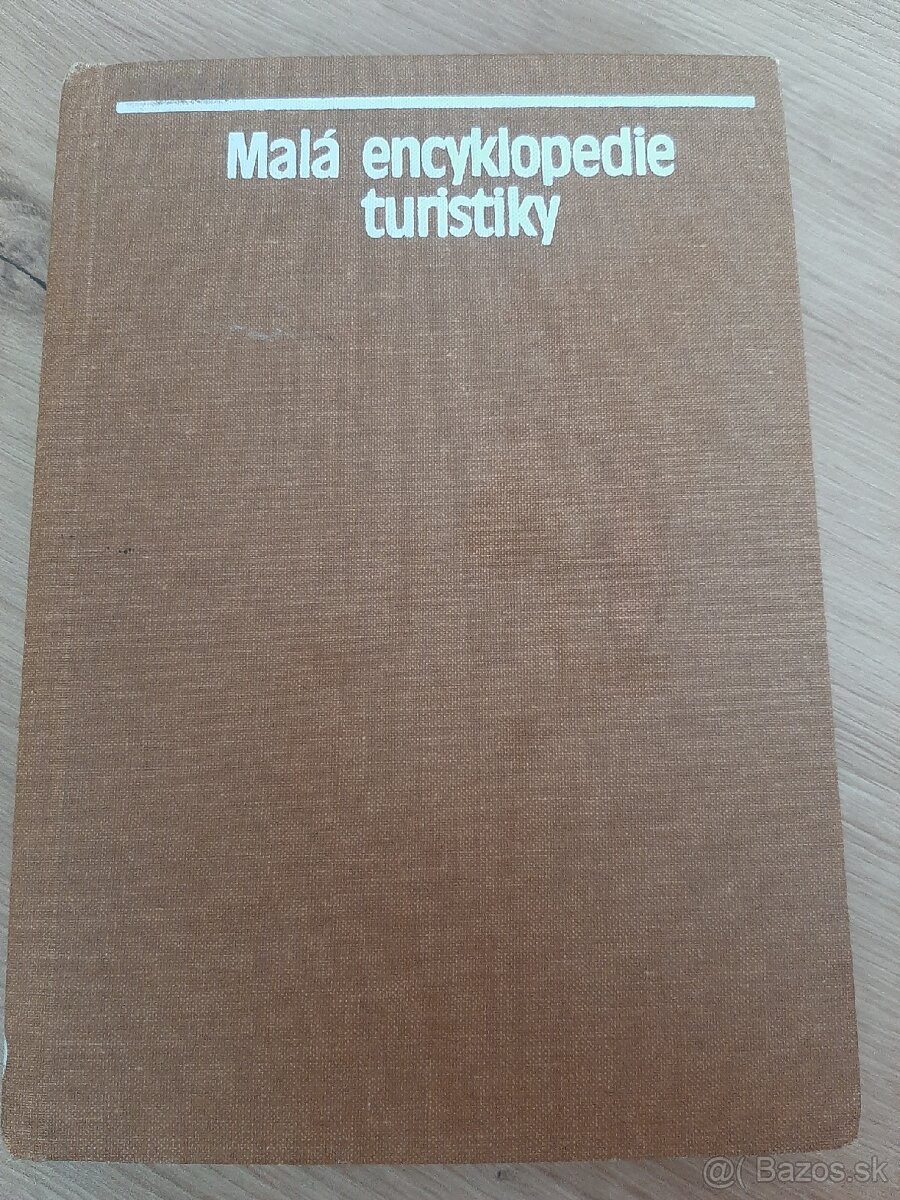 Malá encyklopedie
turistiky
@( Bazos.sk